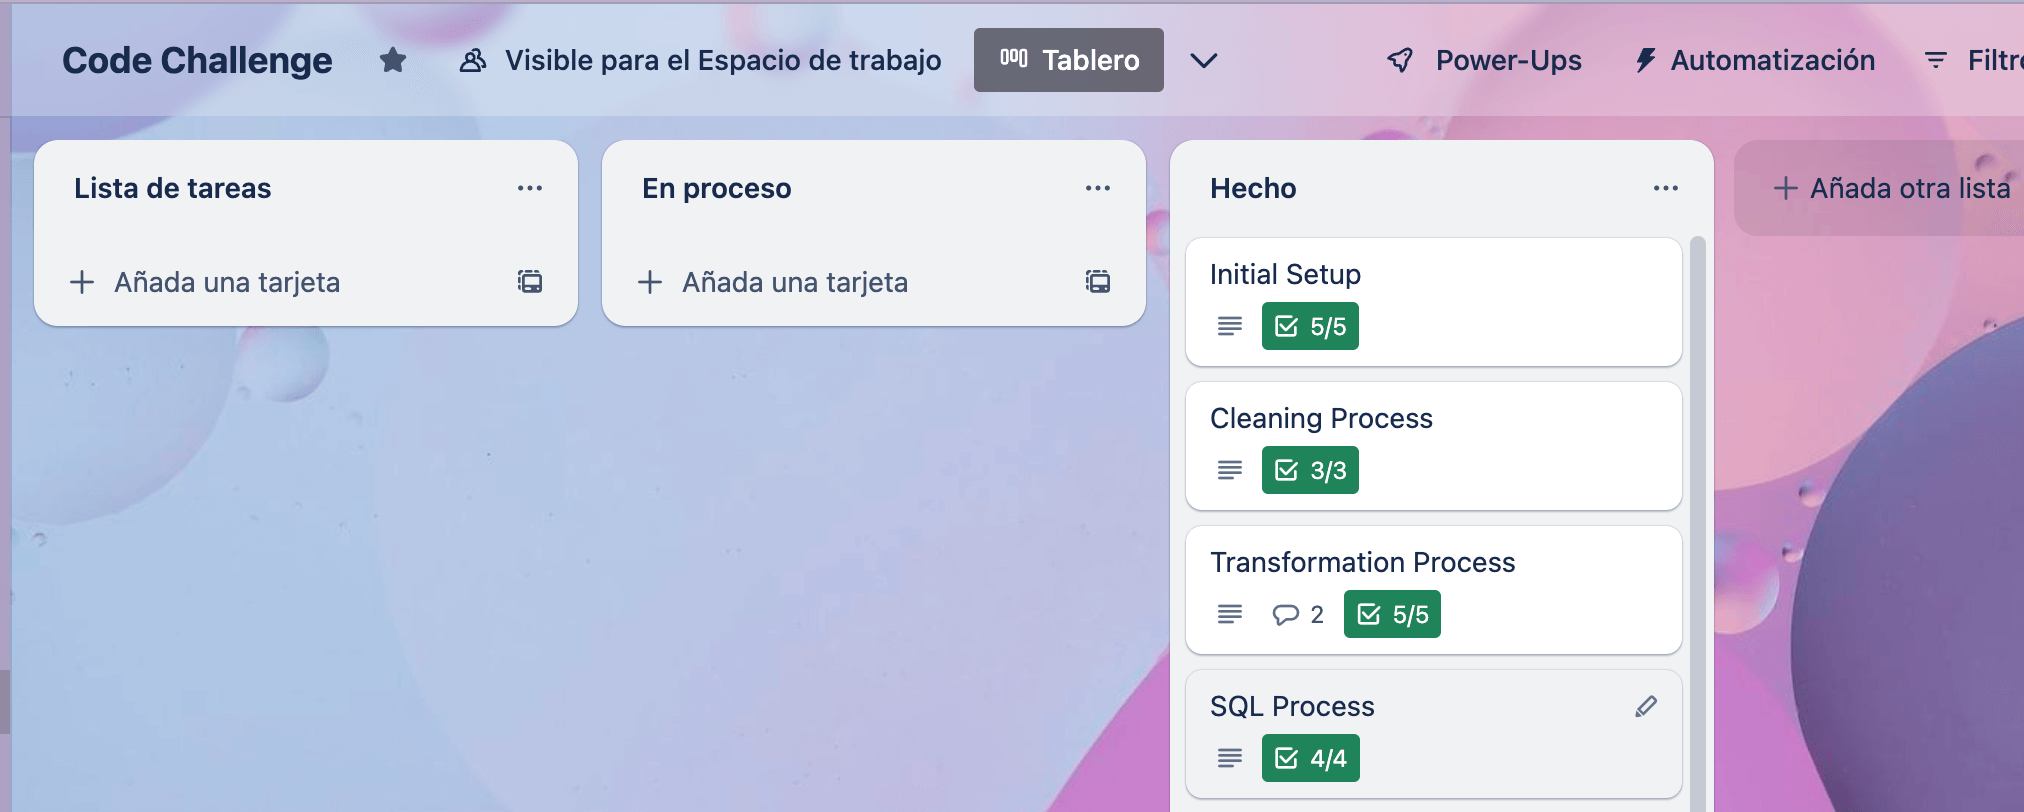 Code Challenge
Visible para el Espacio de trabajo
Tablero
Power-Ups
Automatización
Lista de tareas
Añada una tarjeta
En proceso
Añada una tarjeta
Hecho
Initial Setup
5/5
Cleaning Process
3/3
Transformation Process
2
5/5
SQL Process
4/4
Añada otra lista